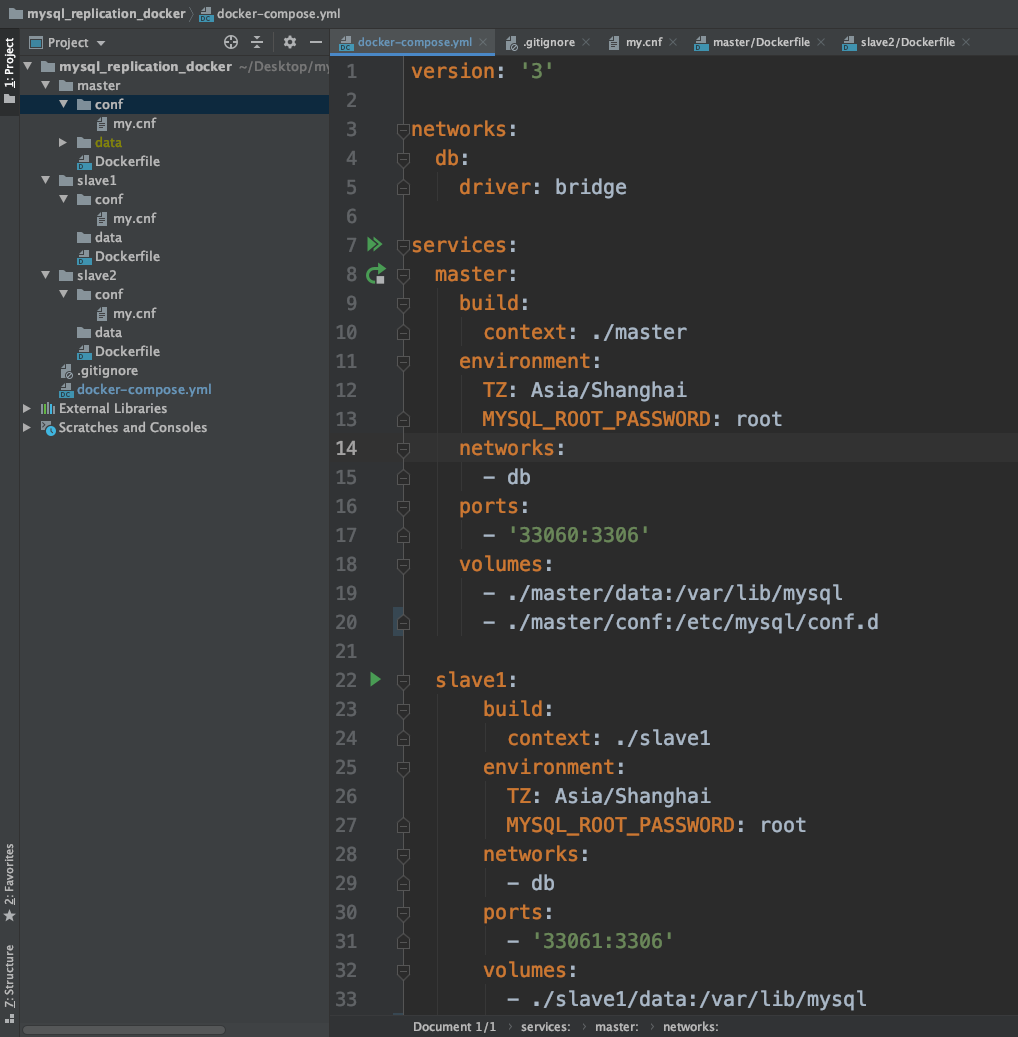 mysql_replication_docker
docker-compose.yml
1: Project
Project
mysql_replication_docker ~/Desktop/my
master
conf
my.cnf
data
Dockerfile
slave1
conf
my.cnf
data
Dockerfile
slave2
conf
my.cnf
data
Dockerfile
.gitignore
docker-compose.yml
External Libraries
Scratches and Consoles
2: Favorites
Z: Structure
docker-compose.yml .gitignore my.cnf master/Dockerfile slave2/Dockerfile
1 version: '3'
2
3 networks:
4   db:
5     driver: bridge
6
7 services:
8   master:
9     build:
10       context: ./master
11     environment:
12       TZ: Asia/Shanghai
13       MYSQL_ROOT_PASSWORD: root
14     networks:
15       - db
16     ports:
17       - '33060:3306'
18     volumes:
19       - ./master/data:/var/lib/mysql
20       - ./master/conf:/etc/mysql/conf.d
21
22   slave1:
23       build:
24         context: ./slave1
25       environment:
26         TZ: Asia/Shanghai
27         MYSQL_ROOT_PASSWORD: root
28       networks:
29         - db
30       ports:
31         - '33061:3306'
32       volumes:
33         - ./slave1/data:/var/lib/mysql
Document 1/1 › services: › master: › networks: